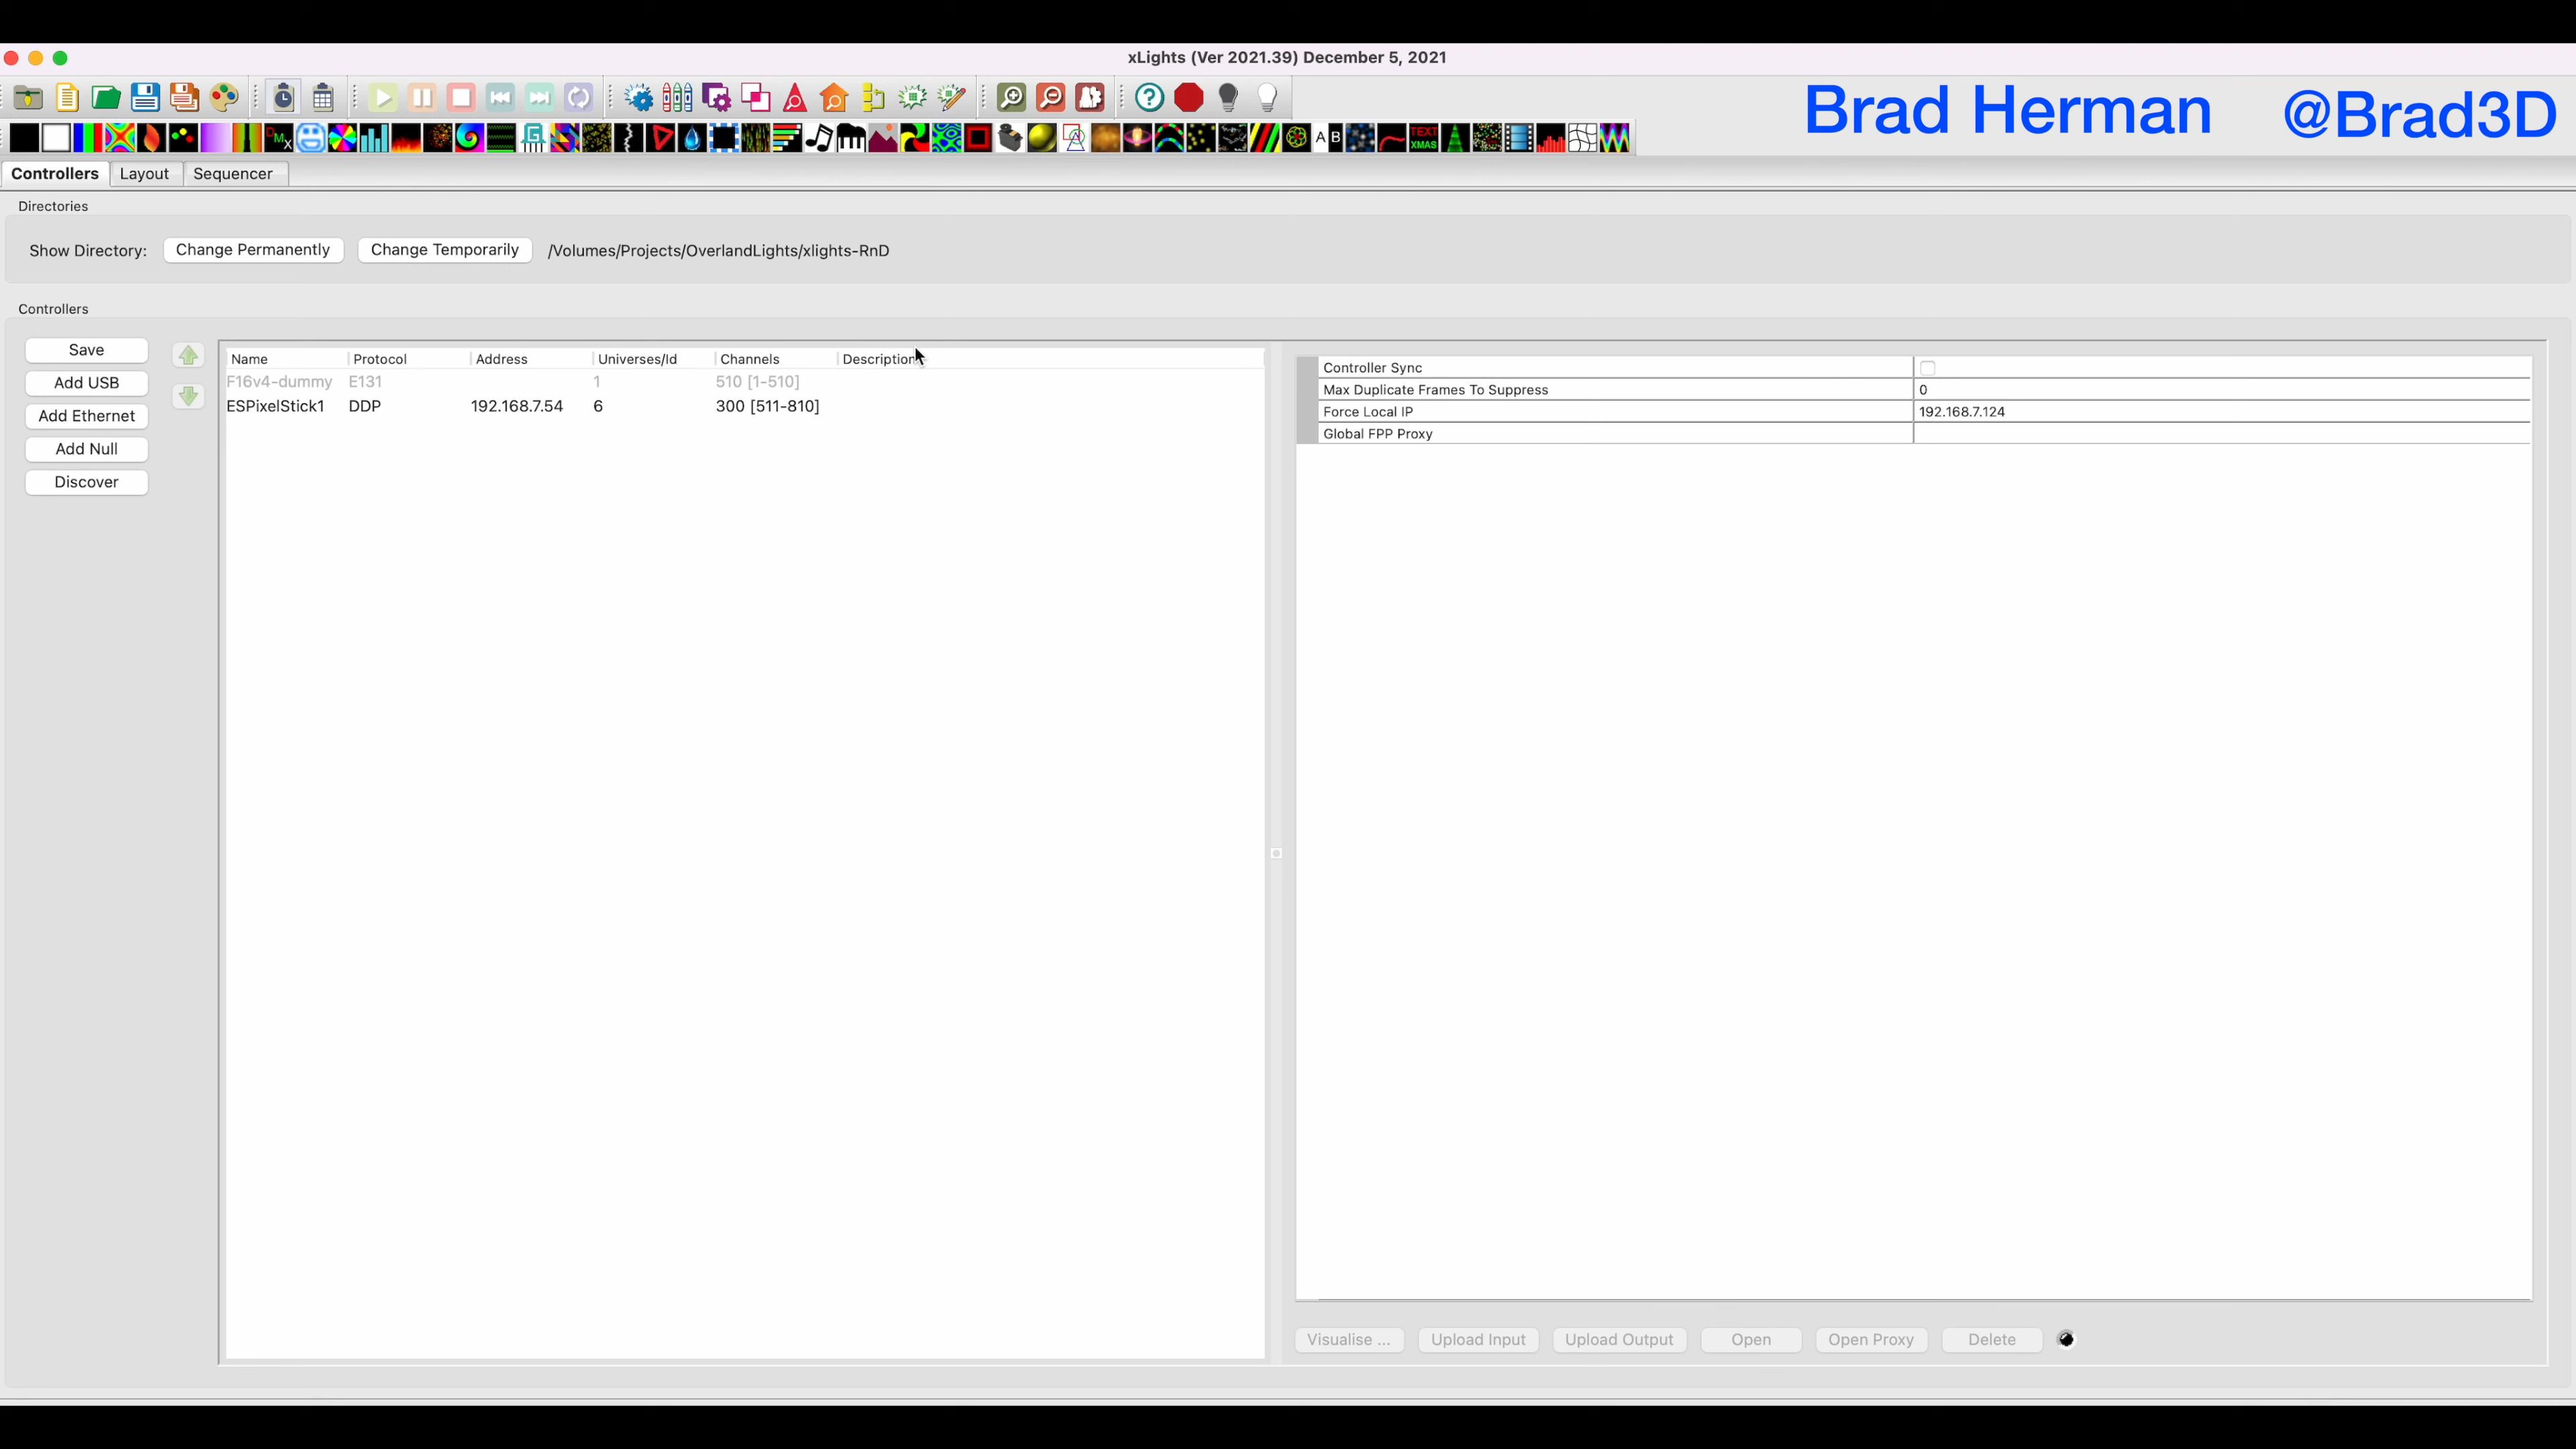 xLights (Ver 2021.39) December 5, 2021
Brad Herman @Brad3D
DM
X
A B
TEXT
XMAS
Controllers Layout Sequencer
Directories
Show Directory: Change Permanently Change Temporarily /Volumes/Projects/OverlandLights/xlights-RnD
Controllers
Save
Add USB
Add Ethernet
Add Null
Discover
Name Protocol Address Universes/Id Channels Description
F16v4-dummy E131 1 510 [1-510]
ESPixelStick1 DDP 192.168.7.54 6 300 [511-810]
Controller Sync
Max Duplicate Frames To Suppress 0
Force Local IP 192.168.7.124
Global FPP Proxy
Visualise ... Upload Input Upload Output Open Open Proxy Delete